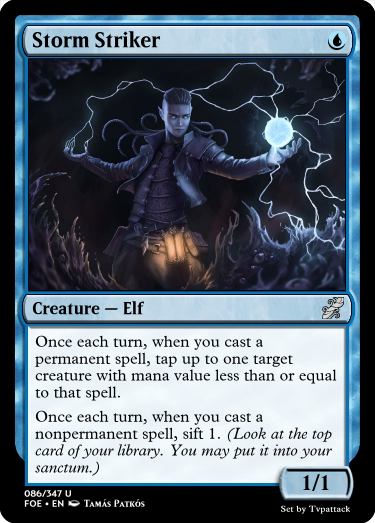 Storm Striker
Creature — Elf
Once each turn, when you cast a
permanent spell, tap up to one target
creature with mana value less than or equal
to that spell.
Once each turn, when you cast a
nonpermanent spell, sift 1. (Look at the top
card of your library. You may put it into your
sanctum.)
1/1
086/347 U
FOE • EN Tamás Patkós
Set by Tvpattack